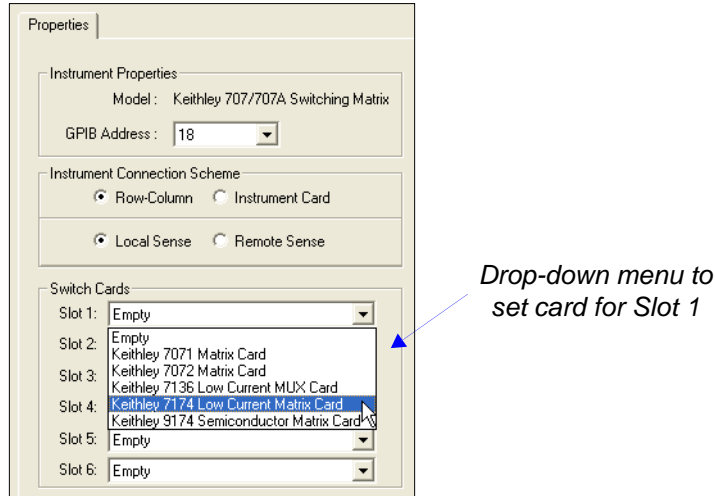 Properties
Instrument Properties
Model : Keithley 707/707A Switching Matrix
GPIB Address : 18
Instrument Connection Scheme
Row-Column Instrument Card
Local Sense Remote Sense
Switch Cards
Slot 1: Empty
Slot 2: Empty
Keithley 7071 Matrix Card
Slot 3: Keithley 7072 Matrix Card
Keithley 7136 Low Current MUX Card
Slot 4: Keithley 7174 Low Current Matrix Card
Keithley 9174 Semiconductor Matrix Card
Slot 5: Empty
Slot 6: Empty
Drop-down menu to
set card for Slot 1